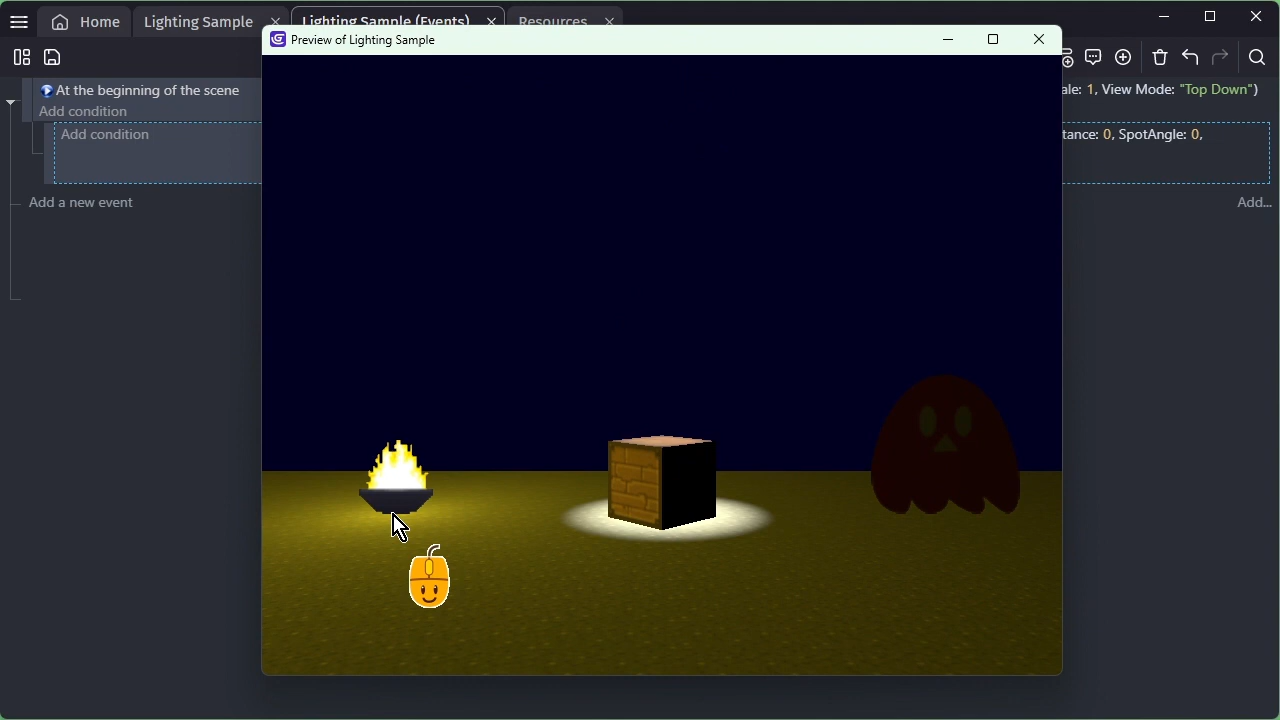 Home
Lighting Sample
Lighting Sample (Events)
Resources
Preview of Lighting Sample
At the beginning of the scene
ale: 1, View Mode: "Top Down")
Add condition
Add condition
tance: 0, SpotAngle: 0,
Add a new event
Add...